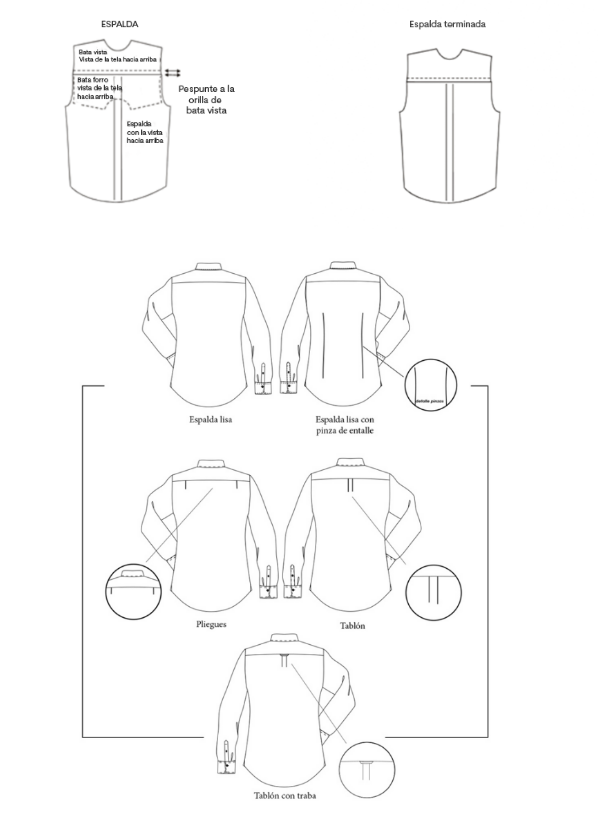 ESPALDA
Espalda terminada
Bata vista
Vista de la tela hacia arriba
Bata forro
vista de la tela
hacia arriba
Espalda
con la vista
hacia arriba
Pespunte a la
orilla de
bata vista
Espalda lisa
Espalda lisa con
pinza de entalle
detalle pinza
Pliegues
Tablón
Tablón con traba